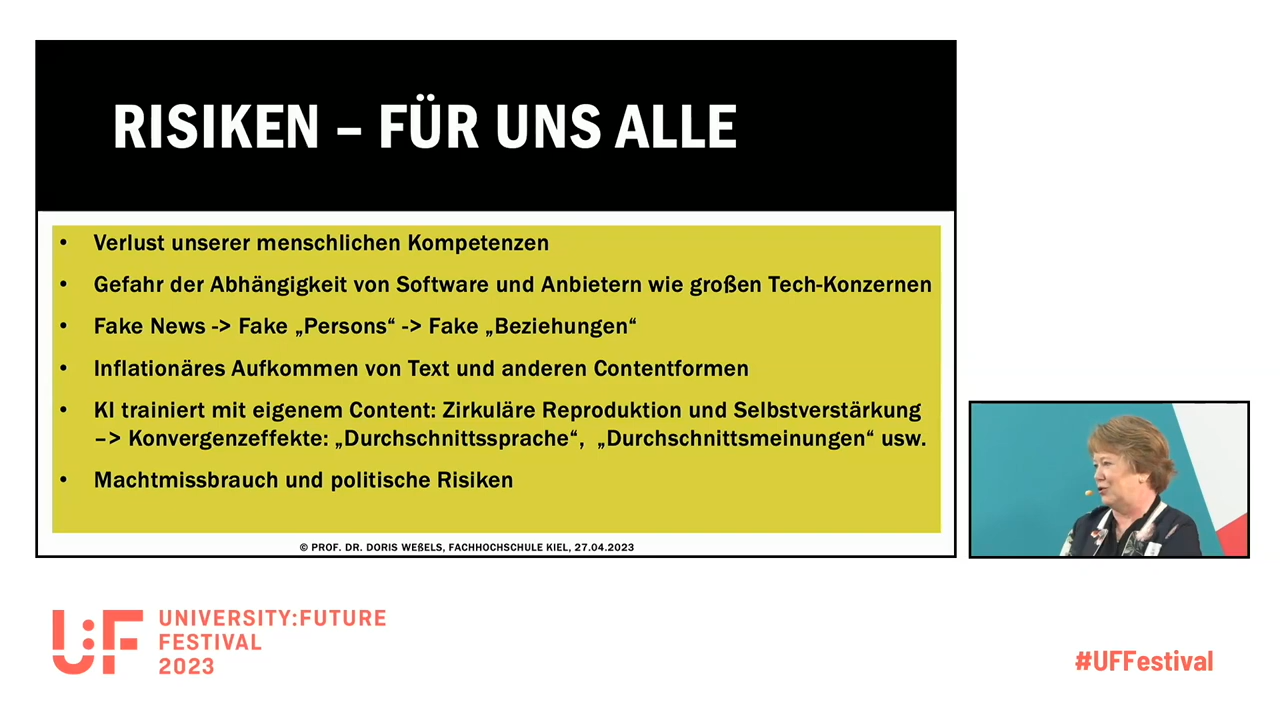 RISIKEN – FÜR UNS ALLE
• Verlust unserer menschlichen Kompetenzen
• Gefahr der Abhängigkeit von Software und Anbietern wie großen Tech-Konzernen
• Fake News -> Fake „Persons“ -> Fake „Beziehungen“
• Inflationäres Aufkommen von Text und anderen Contentformen
• KI trainiert mit eigenem Content: Zirkuläre Reproduktion und Selbstverstärkung
–> Konvergenzeffekte: „Durchschnittssprache“, „Durchschnittsmeinungen“ usw.
• Machtmissbrauch und politische Risiken
© PROF. DR. DORIS WEßELS, FACHHOCHSCHULE KIEL, 27.04.2023
U:F
UNIVERSITY:FUTURE
FESTIVAL
2023
#UFFestival